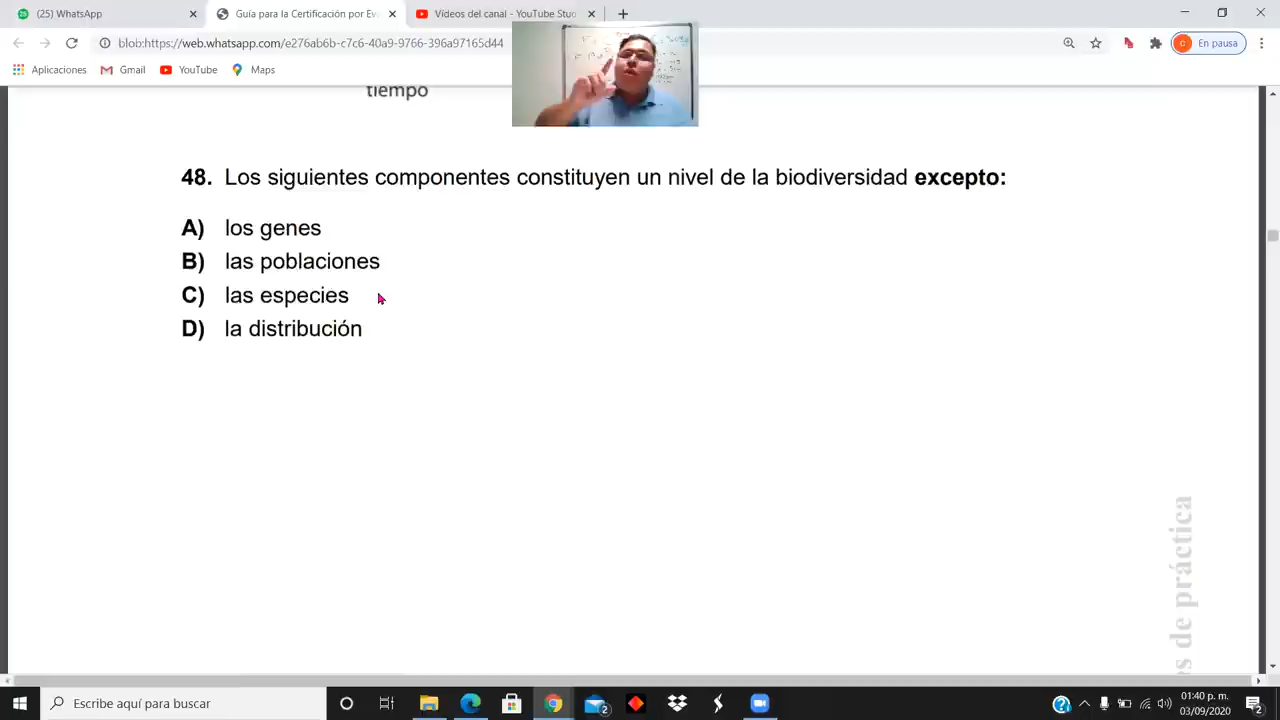 (25) WhatsApp
Guía para la Certificación por Ev
Vídeos del canal - YouTube Stu
blob:https://web.whatsapp.com/e276ab6b-c7c6-40a9-9766-396a97165d44
En pausa
Aplicaciones
Gmail
YouTube
Maps
tiempo
48. Los siguientes componentes constituyen un nivel de la biodiversidad excepto:
A) los genes
B) las poblaciones
C) las especies
D) la distribución
os de práctica
Escribe aquí para buscar
01:40 p. m.
03/09/2020